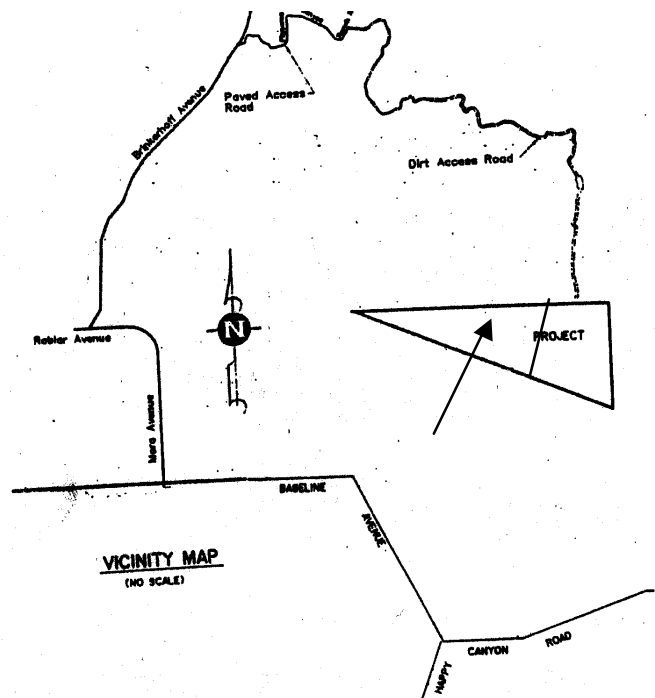 Paved Access
Road
Brinkerhoff Avenue
Dirt Access Road
N
Roblar Avenue
PROJECT
Mora Avenue
BASELINE
AVENUE
VICINITY MAP
(NO SCALE)
CANYON
ROAD
HAPPY